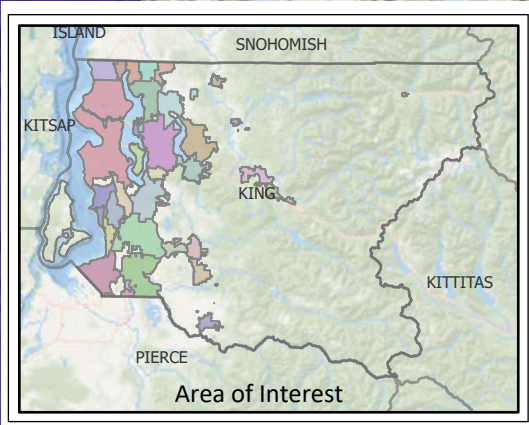 ISLAND
SNOHOMISH
KITSAP
KING
KITTITAS
PIERCE
Area of Interest